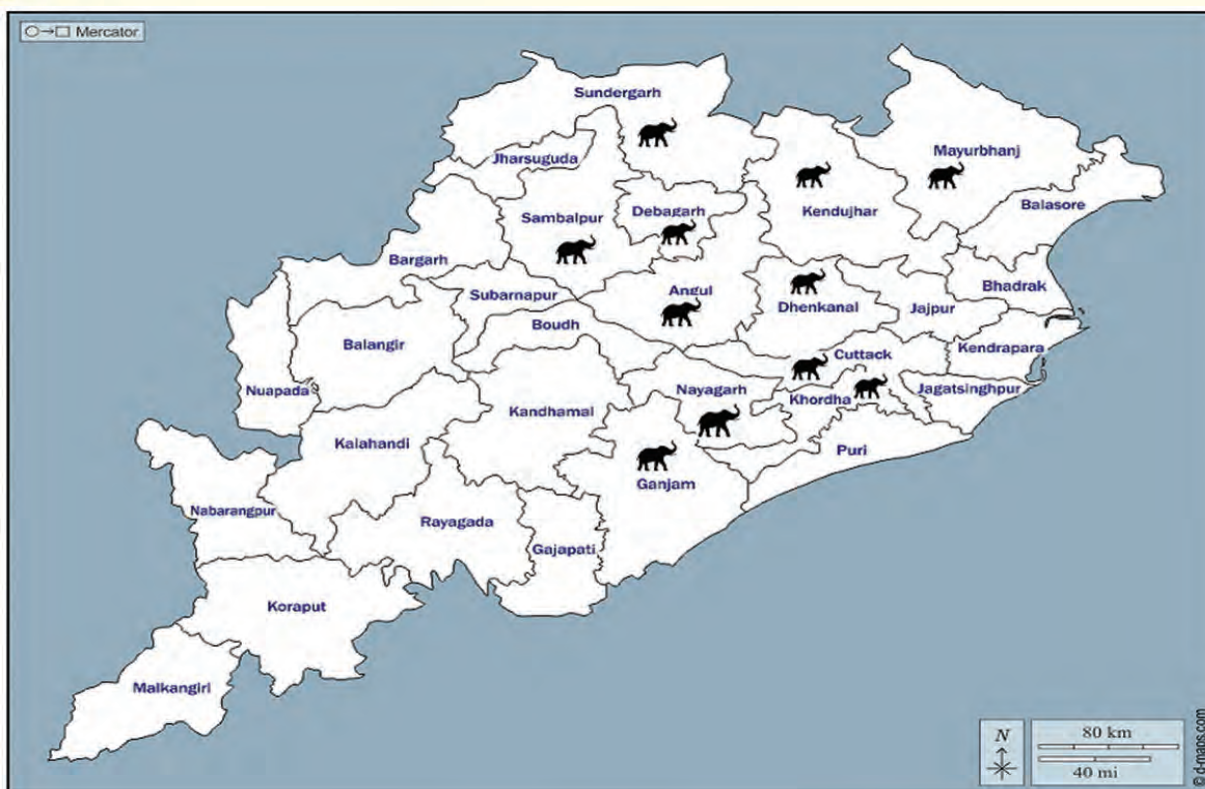 Mercator
Sundergarh
Mayurbhanj
Jharsuguda
Debagarh
Kendujhar
Balasore
Sambalpur
Bargarh
Subarnapur
Angul
Dhenkanal
Jajpur
Bhadrak
Boudh
Balangir
Cuttack
Kendrapara
Nuapada
Nayagarh
Khordha
Jagatsinghpur
Kandhamal
Kalahandi
Puri
Ganjam
Nabarangpur
Rayagada
Gajapati
Koraput
Malkangiri
N
80 km
40 mi
© d-maps.com